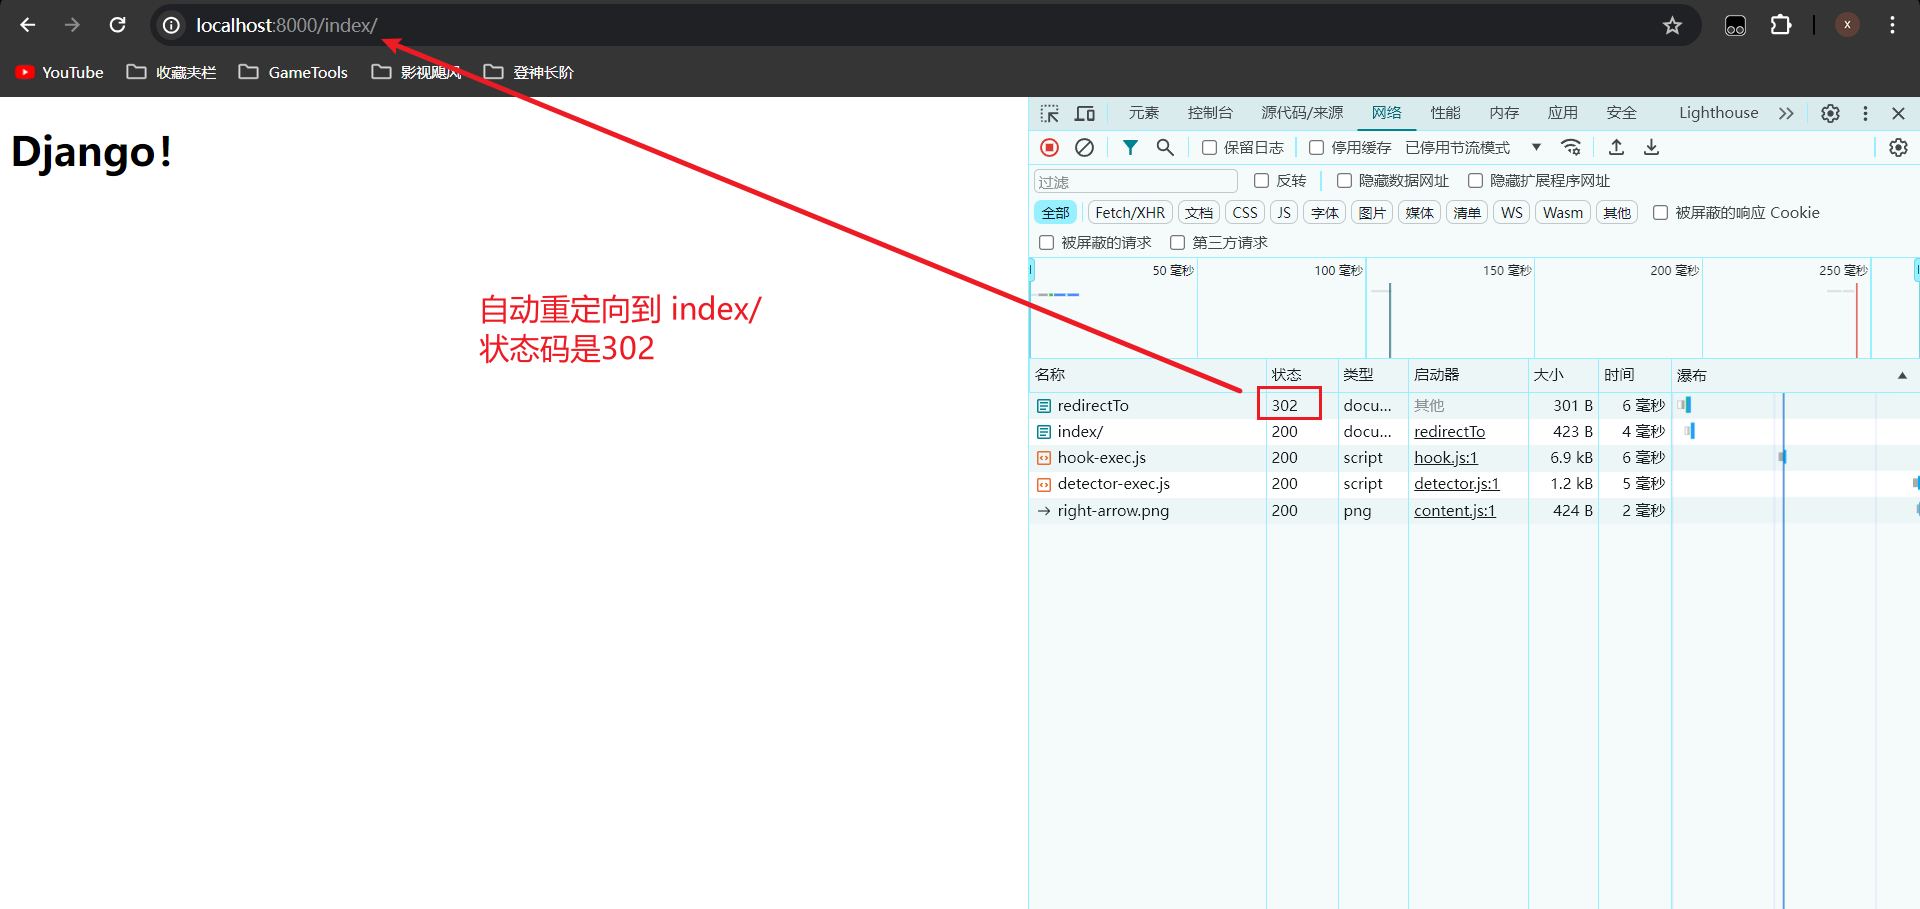 localhost:8000/index/
X
YouTube 收藏夹栏 GameTools 影视飓风 登神长阶
Django！
自动重定向到 index/
状态码是302
元素 控制台 源代码/来源 网络 性能 内存 应用 安全 Lighthouse
保留日志 停用缓存 已停用节流模式
过滤 反转 隐藏数据网址 隐藏扩展程序网址
全部 Fetch/XHR 文档 CSS JS 字体 图片 媒体 清单 WS Wasm 其他 被屏蔽的响应 Cookie
被屏蔽的请求 第三方请求
50 毫秒 100 毫秒 150 毫秒 200 毫秒 250 毫秒
名称 状态 类型 启动器 大小 时间 瀑布
redirectTo 302 docu... 其他 301 B 6 毫秒
index/ 200 docu... redirectTo 423 B 4 毫秒
hook-exec.js 200 script hook.js:1 6.9 kB 6 毫秒
detector-exec.js 200 script detector.js:1 1.2 kB 5 毫秒
right-arrow.png 200 png content.js:1 424 B 2 毫秒